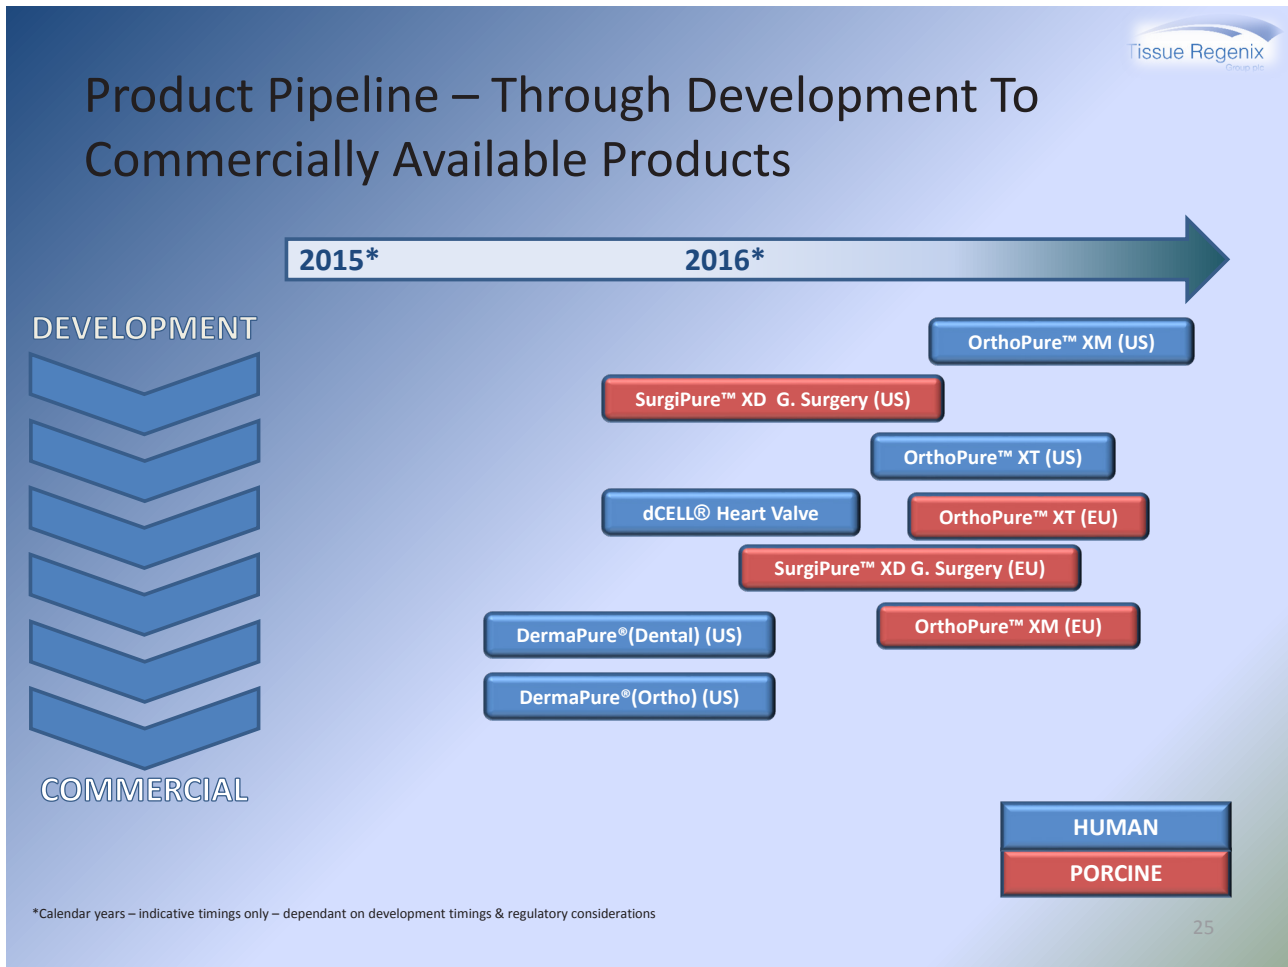 Tissue Regenix
Group plc
Product Pipeline – Through Development To
Commercially Available Products
2015* 2016*
DEVELOPMENT
OrthoPure™ XM (US)
SurgiPure™ XD G. Surgery (US)
OrthoPure™ XT (US)
dCELL® Heart Valve
OrthoPure™ XT (EU)
SurgiPure™ XD G. Surgery (EU)
OrthoPure™ XM (EU)
DermaPure®(Dental) (US)
DermaPure®(Ortho) (US)
COMMERCIAL
HUMAN
PORCINE
*Calendar years – indicative timings only – dependant on development timings & regulatory considerations
25